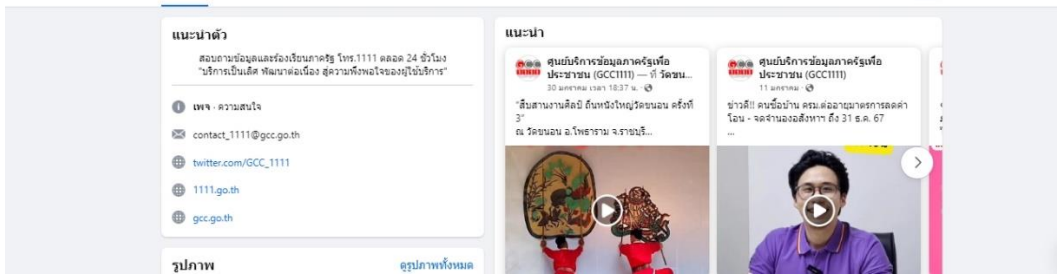 แนะนำตัว
สอบถามข้อมูลและร้องเรียนภาครัฐ โทร.1111 ตลอด 24 ชั่วโมง
"บริการเป็นเลิศ พัฒนาต่อเนื่อง สู่ความพึงพอใจของผู้ใช้บริการ"
เพจ · ความสนใจ
contact_1111@gcc.go.th
twitter.com/GCC_1111
1111.go.th
gcc.go.th
รูปภาพ
ดูรูปภาพทั้งหมด
แนะนำ
ศูนย์บริการข้อมูลภาครัฐเพื่อ
ประชาชน (GCC1111) — ที่ วัดขน...
30 มกราคม เวลา 18:37 น. ·
"สืบสานงานศิลป์ ถิ่นหนังใหญ่วัดขนอน ครั้งที่
3"
ณ วัดขนอน อ.โพธาราม จ.ราชบุรี...
ศูนย์บริการข้อมูลภาครัฐเพื่อ
ประชาชน (GCC1111)
11 มกราคม ·
ข่าวดี!! คนซื้อบ้าน ครม.ต่ออายุมาตรการลดค่า
โอน - จดจำนองอสังหาฯ ถึง 31 ธ.ค. 67
...